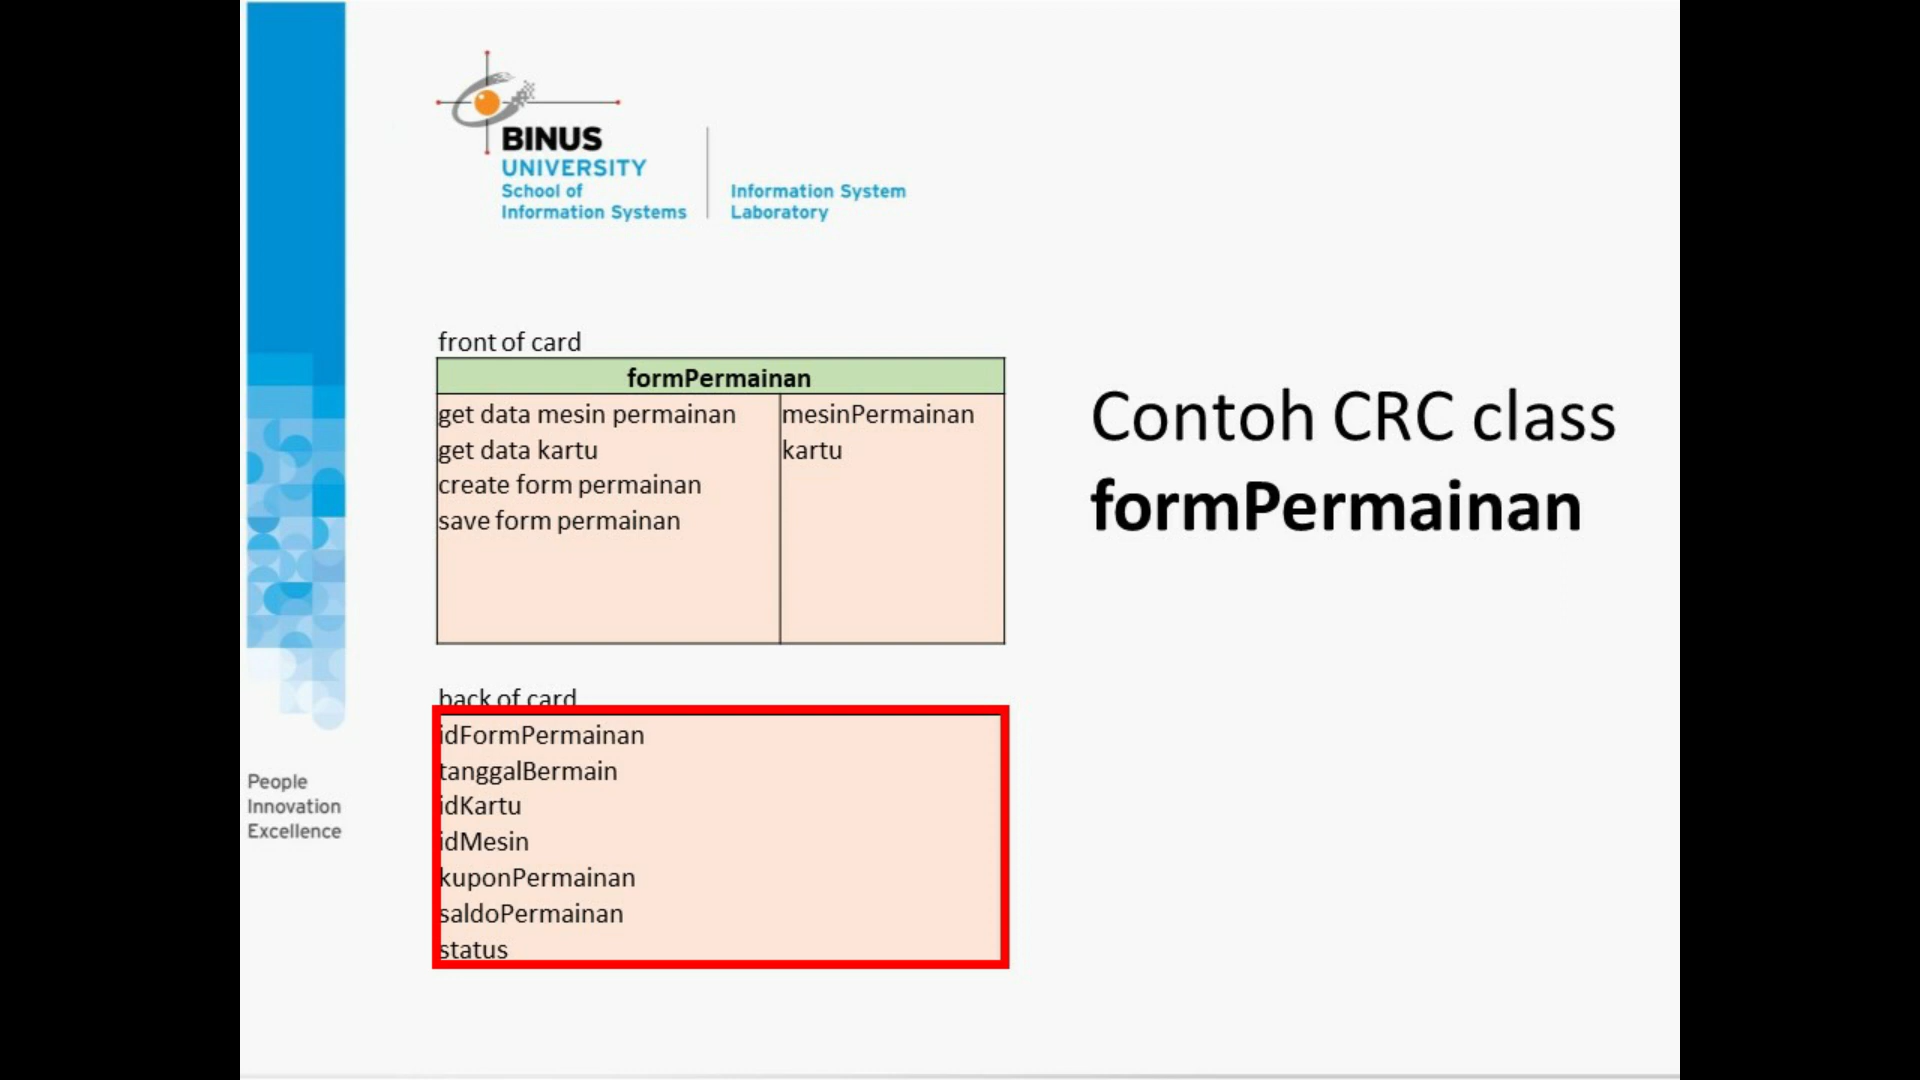 BINUS
UNIVERSITY
School of
Information Systems
Information System
Laboratory
front of card
formPermainan
get data mesin permainan
mesinPermainan
get data kartu
kartu
create form permainan
save form permainan
Contoh CRC class
formPermainan
back of card
idFormPermainan
tanggalBermain
idKartu
idMesin
kuponPermainan
saldoPermainan
status
People
Innovation
Excellence